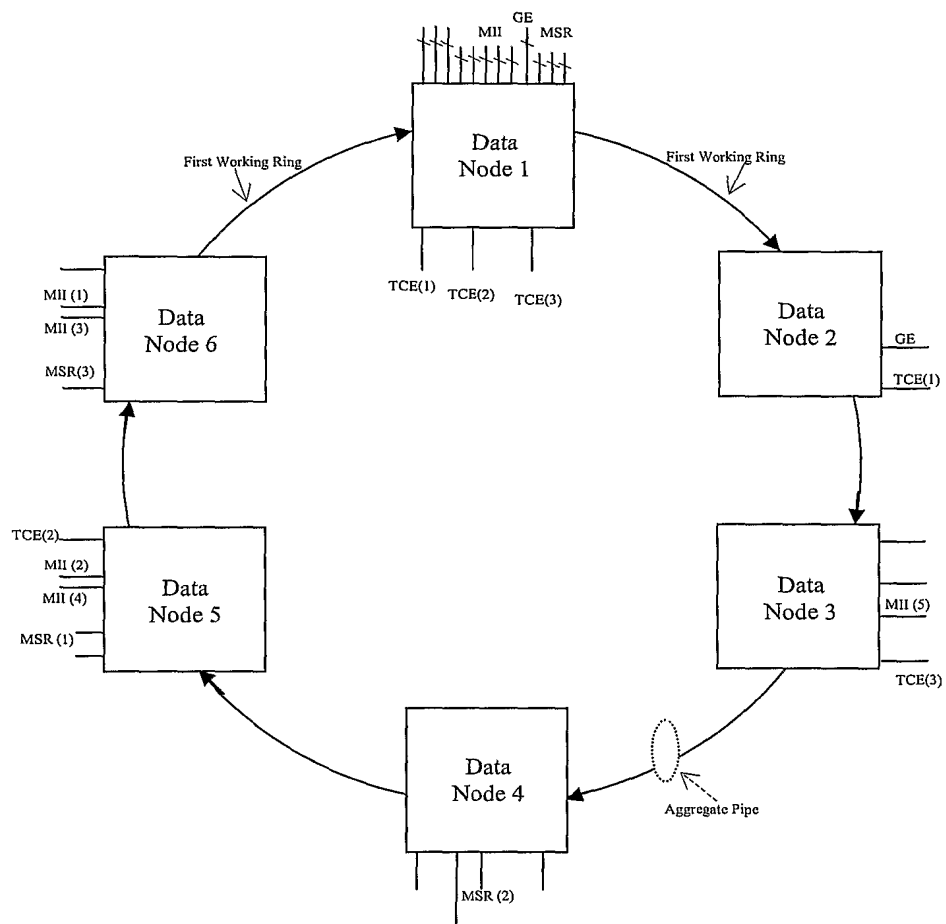 GE
MII
MSR
Data
Node 1
First Working Ring
First Working Ring
TCE(1)
TCE(2)
TCE(3)
MII (1)
MII (3)
MSR(3)
Data
Node 6
Data
Node 2
GE
TCE(1)
TCE(2)
MII (2)
MII (4)
MSR (1)
Data
Node 5
Data
Node 3
MII (5)
TCE(3)
Data
Node 4
Aggregate Pipe
MSR (2)